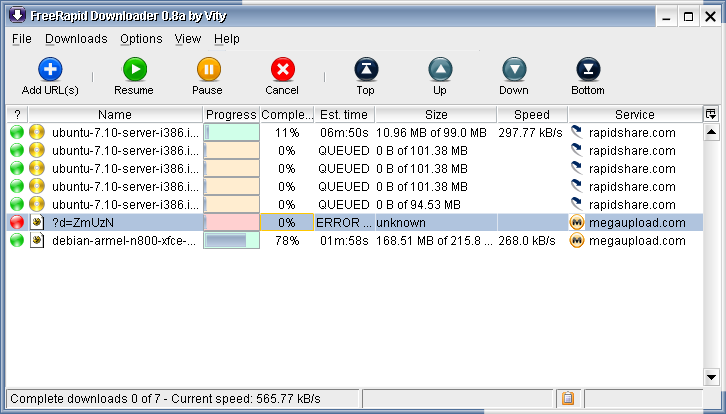 FreeRapid Downloader 0.8a by Vity
File Downloads Options View Help
Add URL(s) Resume Pause Cancel Top Up Down Bottom
? Name Progress Comple... Est. time Size Speed Service
ubuntu-7.10-server-i386.i... 11% 06m:50s 10.96 MB of 99.0 MB 297.77 kB/s rapidshare.com
ubuntu-7.10-server-i386.i... 0% QUEUED 0 B of 101.38 MB rapidshare.com
ubuntu-7.10-server-i386.i... 0% QUEUED 0 B of 101.38 MB rapidshare.com
ubuntu-7.10-server-i386.i... 0% QUEUED 0 B of 101.38 MB rapidshare.com
ubuntu-7.10-server-i386.i... 0% QUEUED 0 B of 94.53 MB rapidshare.com
?d=ZmUzN 0% ERROR ... unknown megaupload.com
debian-armel-n800-xfce-... 78% 01m:58s 168.51 MB of 215.8 ... 268.0 kB/s megaupload.com
Complete downloads 0 of 7 - Current speed: 565.77 kB/s